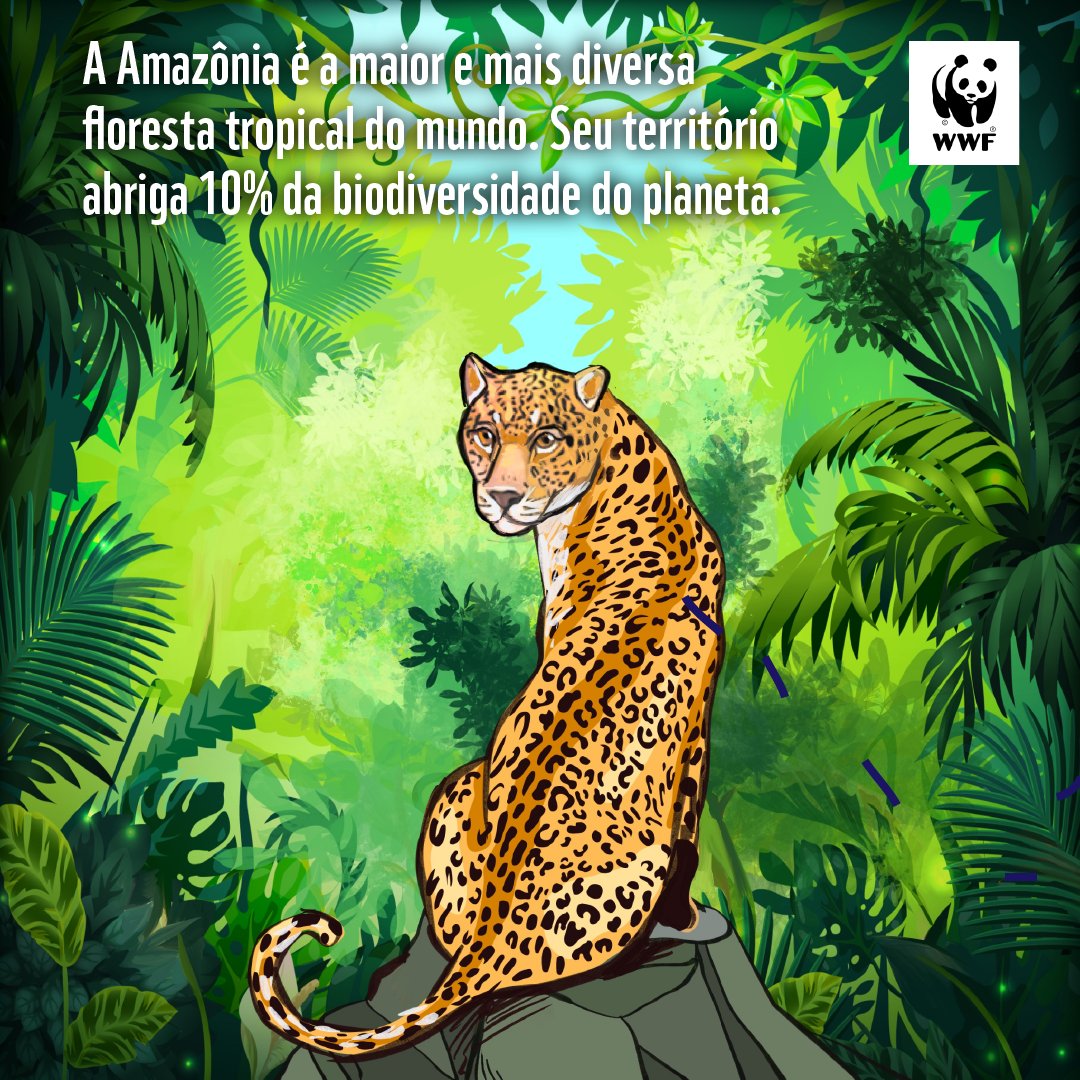 A Amazônia é a maior e mais diversa
floresta tropical do mundo. Seu território
abriga 10% da biodiversidade do planeta.
WWF